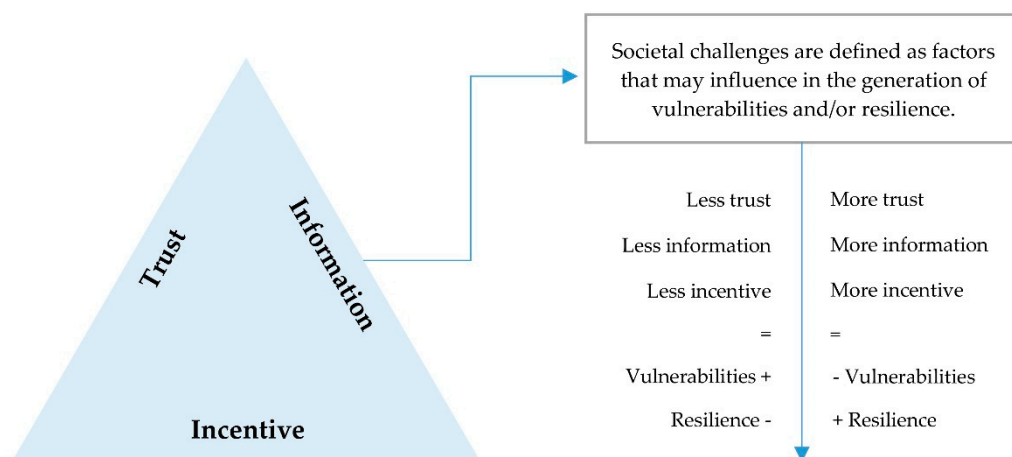 Societal challenges are defined as factors
that may influence in the generation of
vulnerabilities and/or resilience.
Trust
Information
Incentive
Less trust
More trust
Less information
More information
Less incentive
More incentive
=
=
Vulnerabilities +
- Vulnerabilities
Resilience -
+ Resilience